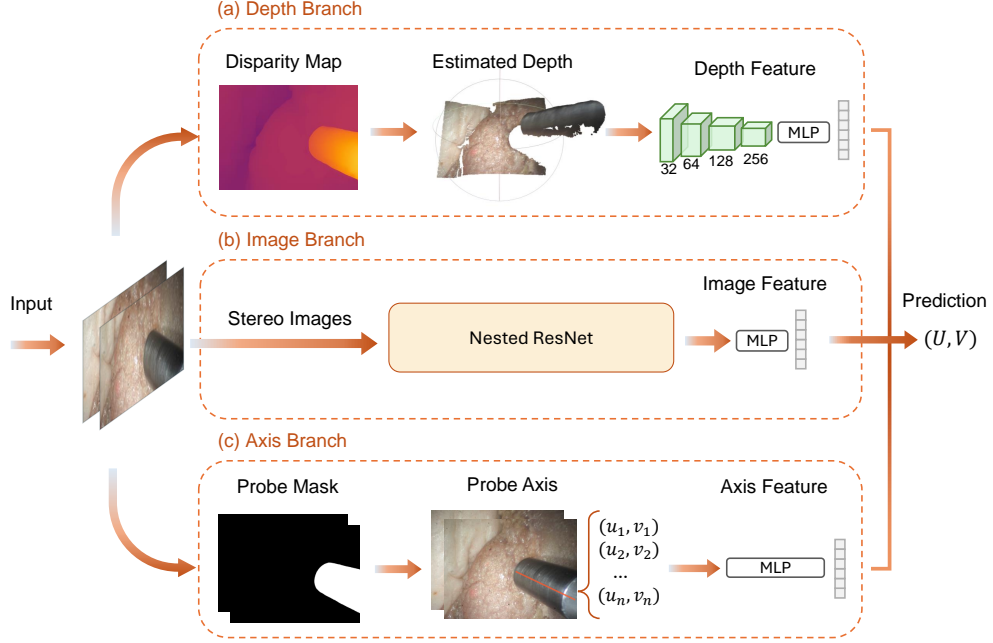 (a) Depth Branch
Disparity Map
Estimated Depth
Depth Feature
MLP
32
64
128
256
(b) Image Branch
Input
Stereo Images
Nested ResNet
Image Feature
MLP
Prediction
(U, V)
(c) Axis Branch
Probe Mask
Probe Axis
Axis Feature
(u₁, v₁)
(u₂, v₂)
...
(uₙ, vₙ)
MLP